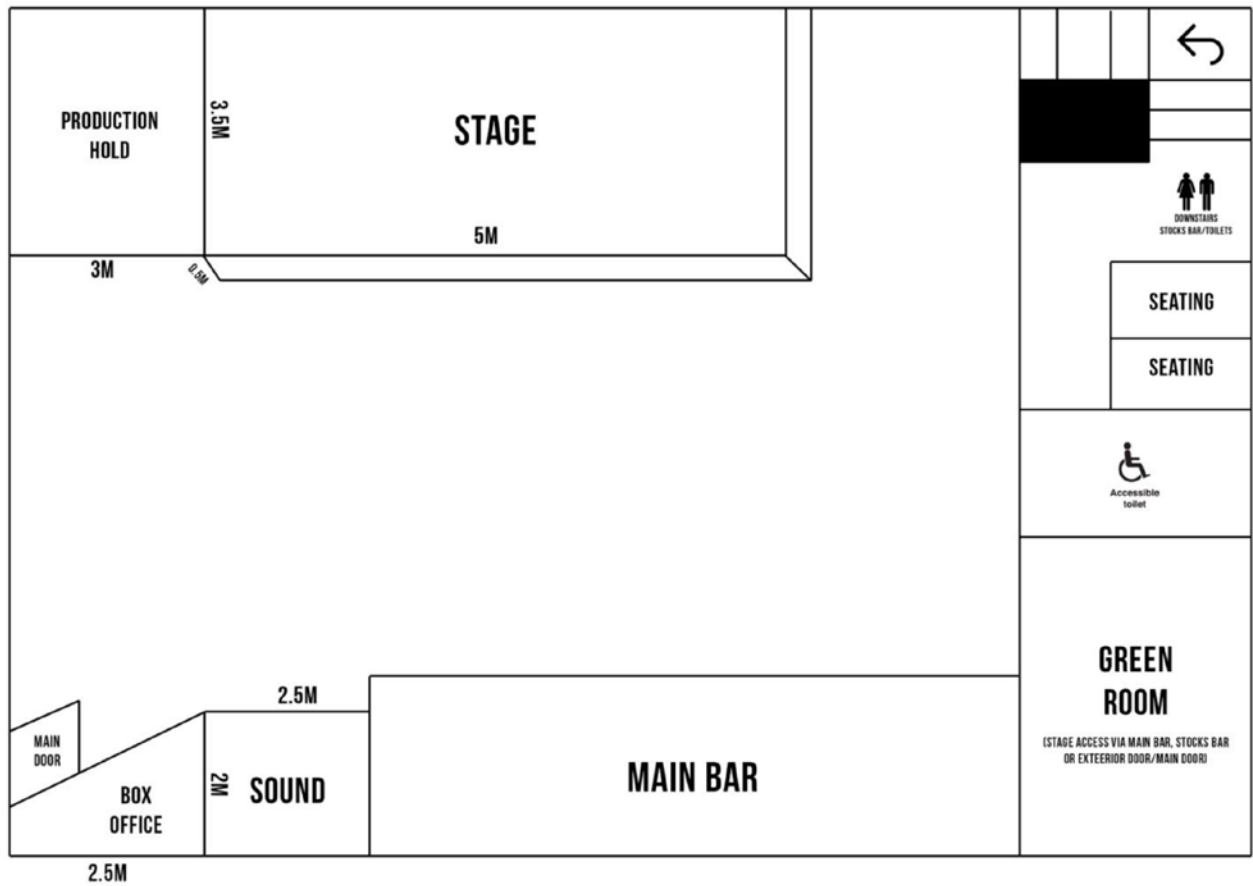 PRODUCTION
HOLD
3.5M
STAGE
5M
3M
0.5M
DOWNSTAIRS
STOCKS BAR/TOILETS
SEATING
SEATING
Accessible
toilet
GREEN
ROOM
(STAGE ACCESS VIA MAIN BAR, STOCKS BAR
OR EXTEERIOR DOOR/MAIN DOOR)
2.5M
MAIN
DOOR
BOX
OFFICE
2M
SOUND
MAIN BAR
2.5M